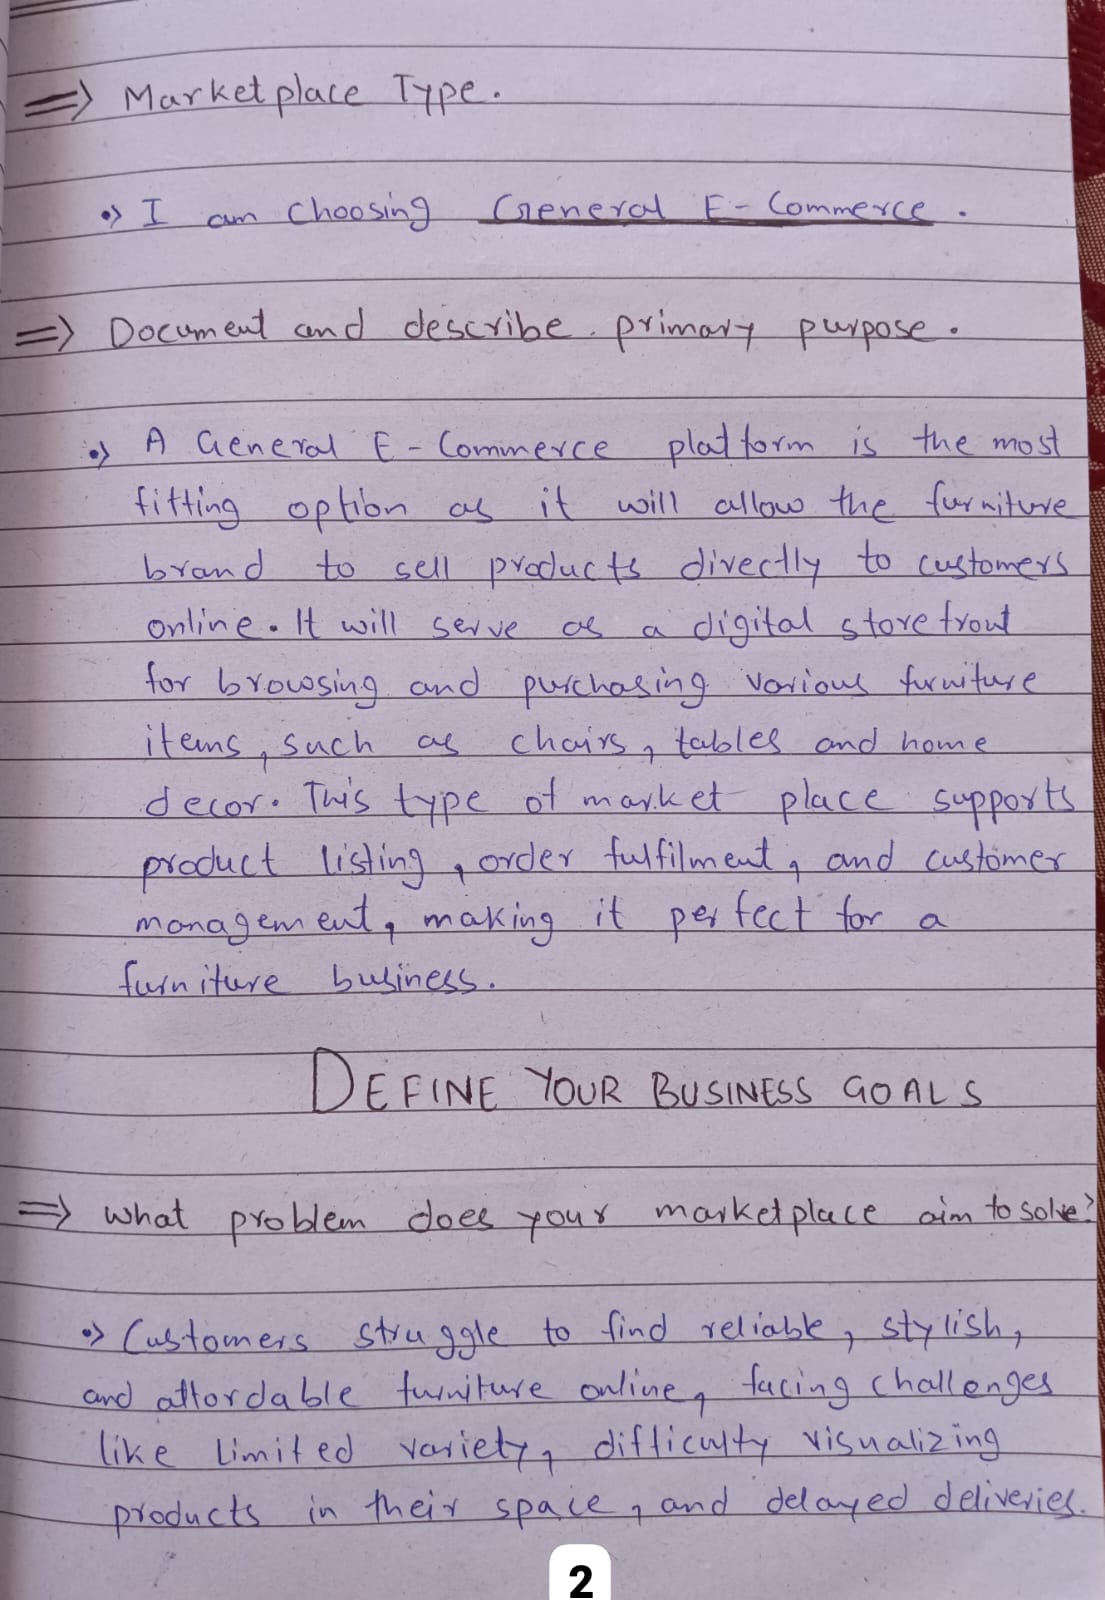 => Marketplace Type.
•> I am choosing General E-Commerce.
=> Document and describe primary purpose.
•> A General E-Commerce platform is the most
fitting option as it will allow the furniture
brand to sell products directly to customers
online. It will serve as a digital storefront
for browsing and purchasing various furniture
items, such as chairs, tables and home
decor. This type of market place supports
product listing, order fulfilment, and customer
management, making it perfect for a
furniture business.
DEFINE YOUR BUSINESS GOALS
=> What problem does your marketplace aim to solve?
•> Customers struggle to find reliable, stylish,
and affordable furniture online, facing challenges
like limited variety, difficulty visualizing
products in their space, and delayed deliveries.
2